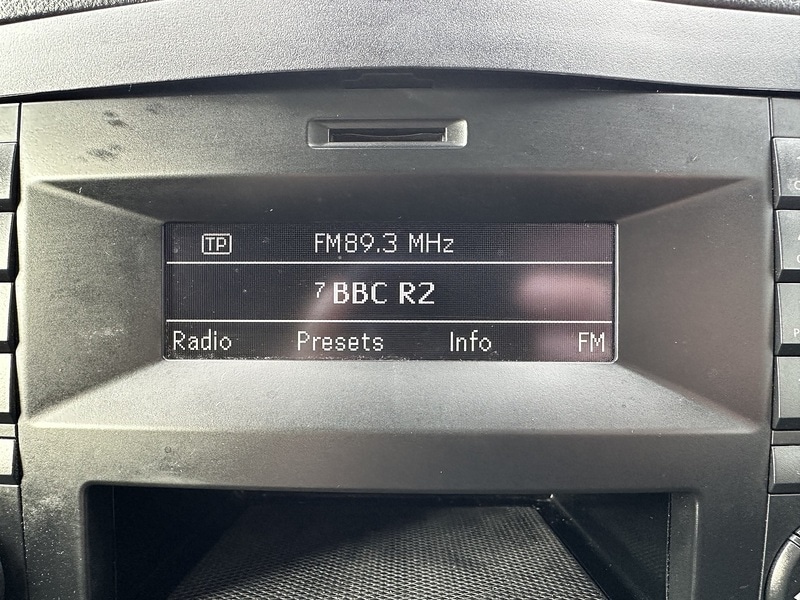 TP FM89.3 MHz
7 BBC R2
Radio Presets Info FM